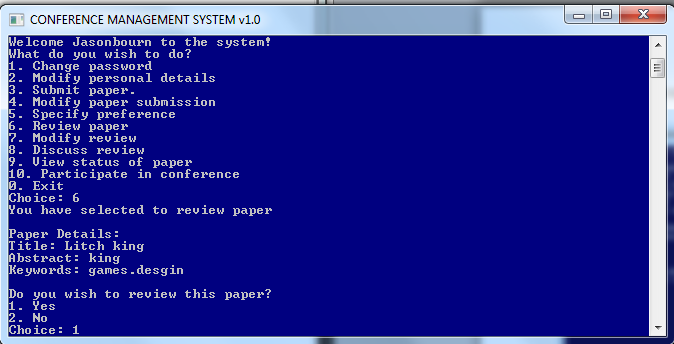 CONFERENCE MANAGEMENT SYSTEM v1.0
Welcome Jasonbourn to the system!
What do you wish to do?
1. Change password
2. Modify personal details
3. Submit paper.
4. Modify paper submission
5. Specify preference
6. Review paper
7. Modify review
8. Discuss review
9. View status of paper
10. Participate in conference
0. Exit
Choice: 6
You have selected to review paper
Paper Details:
Title: Litch king
Abstract: king
Keywords: games.desgin
Do you wish to review this paper?
1. Yes
2. No
Choice: 1